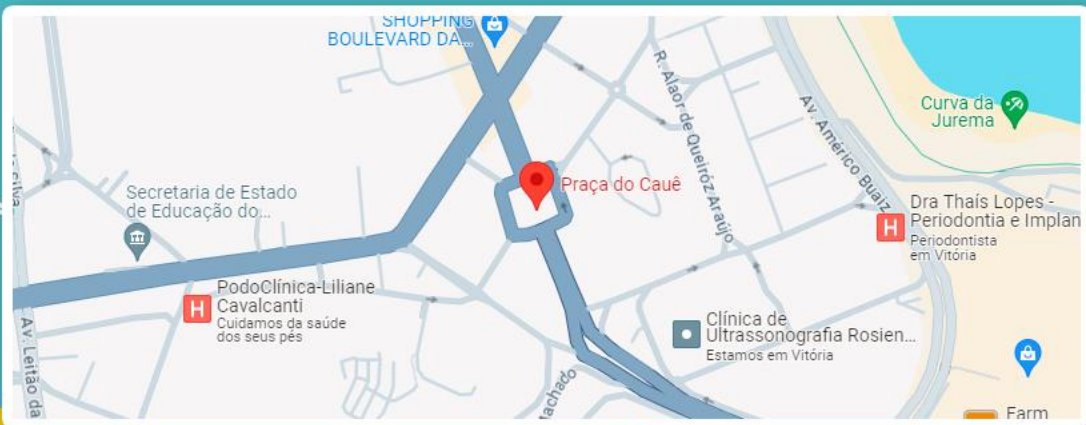 SHOPPING
BOULEVARD DA...
Curva da
Jurema
R. Alaor de Queiróz Araújo
Av. Américo Buaiz
Silva
Secretaria de Estado
de Educação do...
Praça do Cauê
Dra Thaís Lopes -
Periodontia e Implan
Periodontista
em Vitória
H
PodoClínica-Liliane
Cavalcanti
Cuidamos da saúde
dos seus pés
H
Clínica de
Ultrassonografia Rosien...
Estamos em Vitória
Av. Leitão da
Machado
Farm